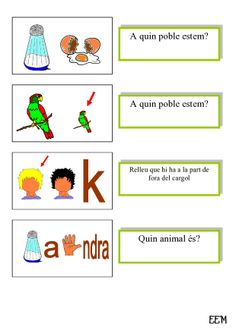 A quin poble estem?
A quin poble estem?
k
Relleu que hi ha a la part de
fora del cargol
a ndra
Quin animal és?
EEM